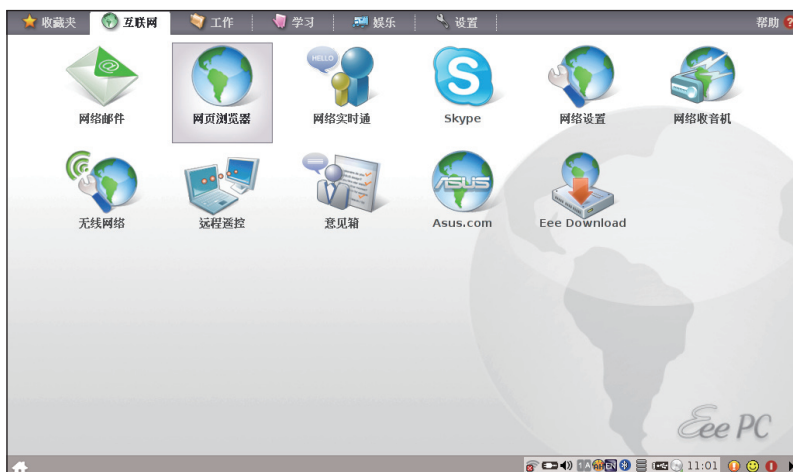 收藏夹 互联网 工作 学习 娱乐 设置 帮助 ?
HELLO
网络邮件 网页浏览器 网络实时通 Skype 网络设置 网络收音机
ASUS
无线网络 远程遥控 意见箱 Asus.com Eee Download
Eee PC
EN 11:01